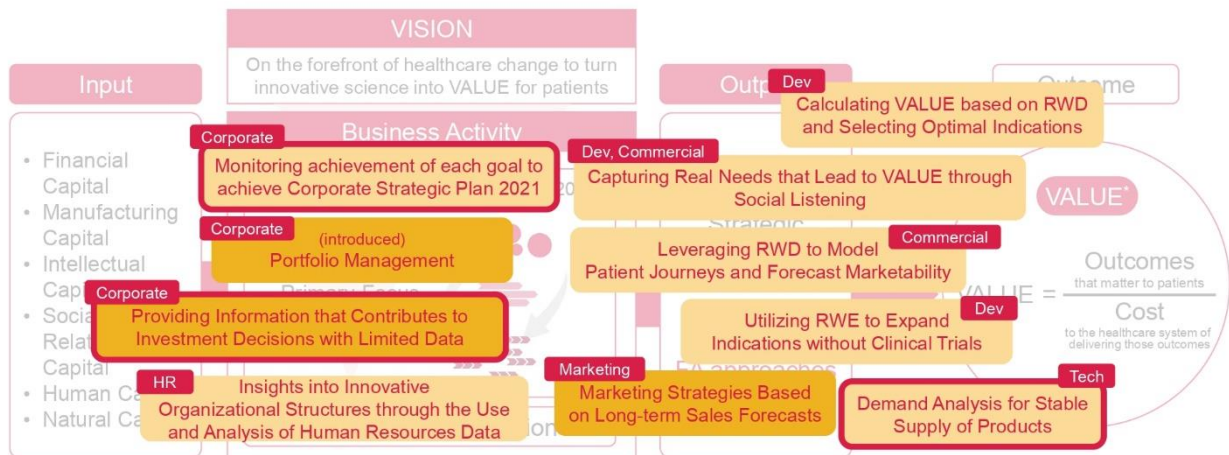 VISION
On the forefront of healthcare change to turn
innovative science into VALUE for patients
Input
Business Activity
Outcome
• Financial
Capital
• Manufacturing
Capital
• Intellectual
• Human
• Natural
Corporate
Monitoring achievement of each goal to
achieve Corporate Strategic Plan 2021
Corporate
(introduced)
Portfolio Management
Corporate
Providing Information that Contributes to
Investment Decisions with Limited Data
HR
Insights into Innovative
Organizational Structures through the Use
and Analysis of Human Resources Data
Capital
Dev
Calculating VALUE based on RWD
and Selecting Optimal Indications
Dev, Commercial
Capturing Real Needs that Lead to VALUE through
Social Listening
Strategic
Commercial
Leveraging RWD to Model
Patient Journeys and Forecast Marketability
Dev
Utilizing RWE to Expand
Indications without Clinical Trials
approaches
Marketing
Marketing Strategies Based
on Long-term Sales Forecasts
Tech
Demand Analysis for Stable
Supply of Products
VALUE*
VALUE =
Outcomes
that matter to patients
Cost
to the healthcare system of
delivering those outcomes